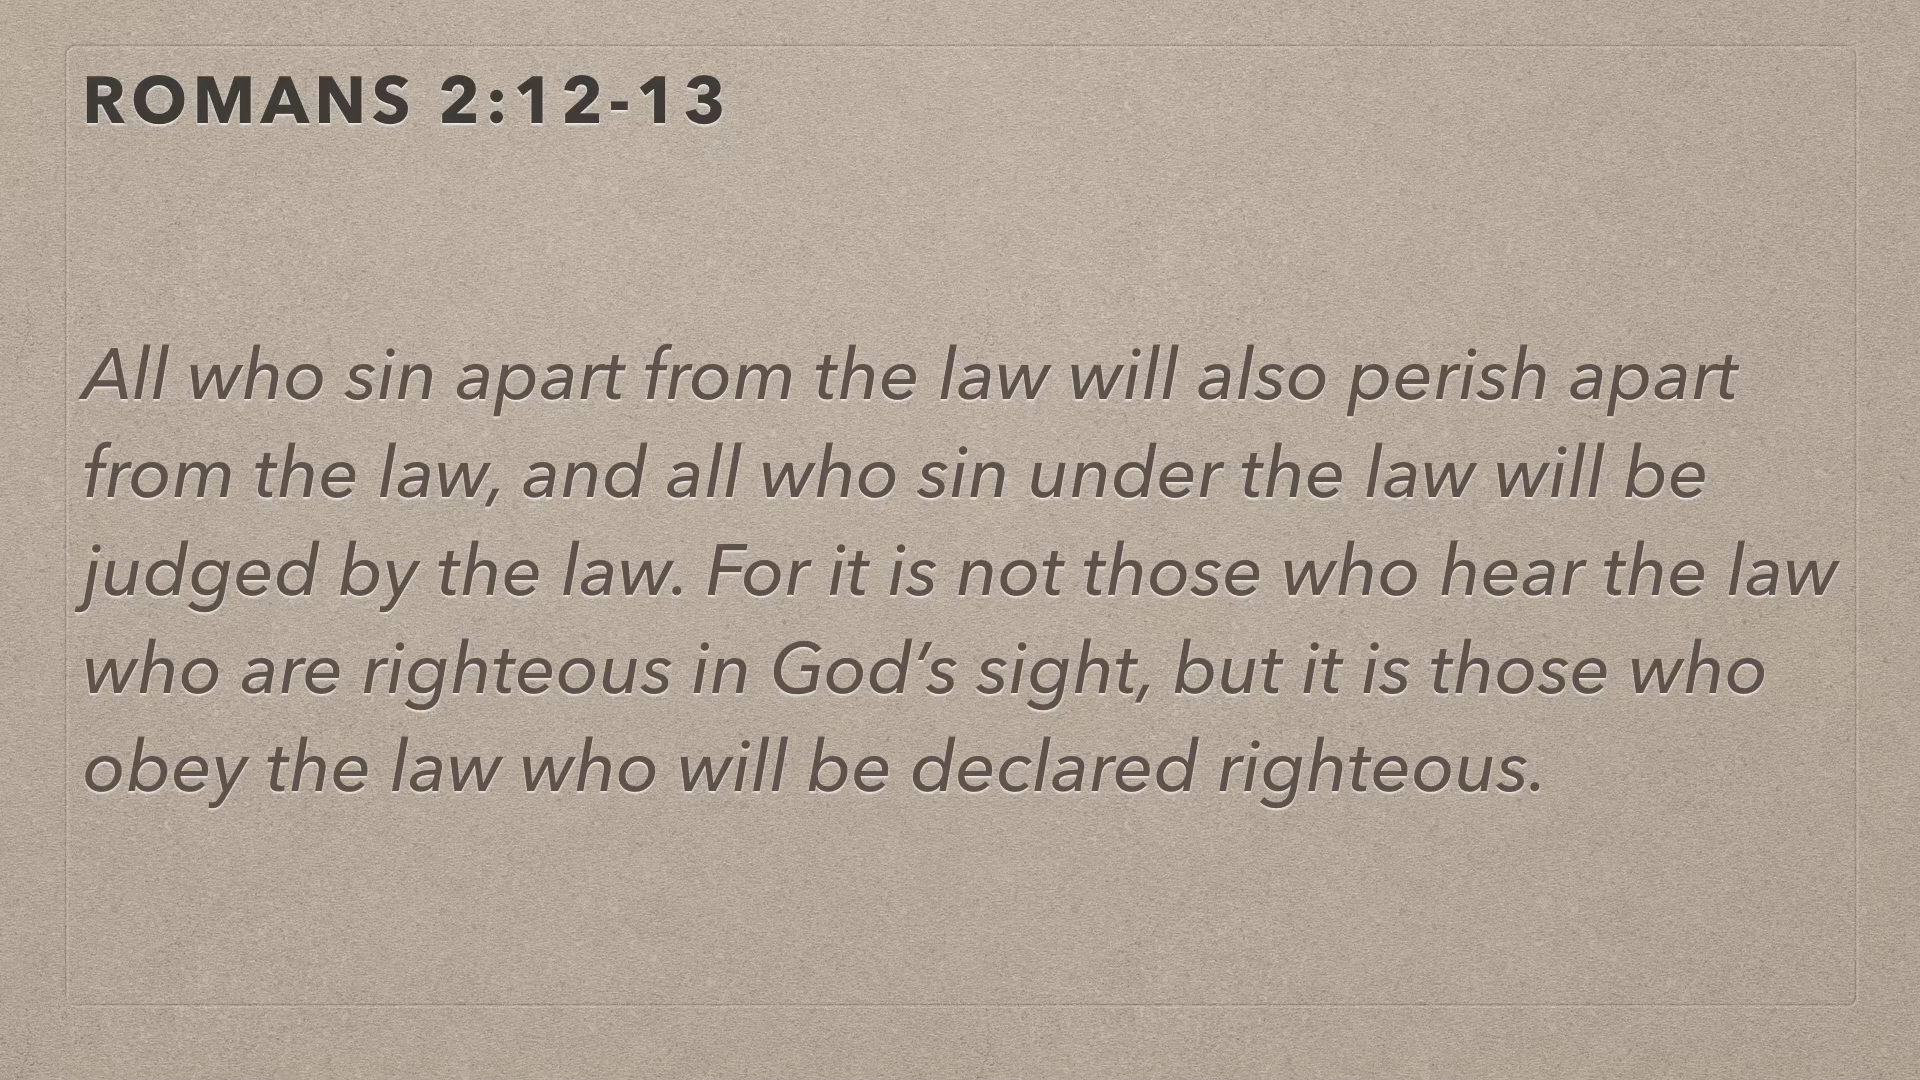 ROMANS 2:12-13
All who sin apart from the law will also perish apart
from the law, and all who sin under the law will be
judged by the law. For it is not those who hear the law
who are righteous in God’s sight, but it is those who
obey the law who will be declared righteous.